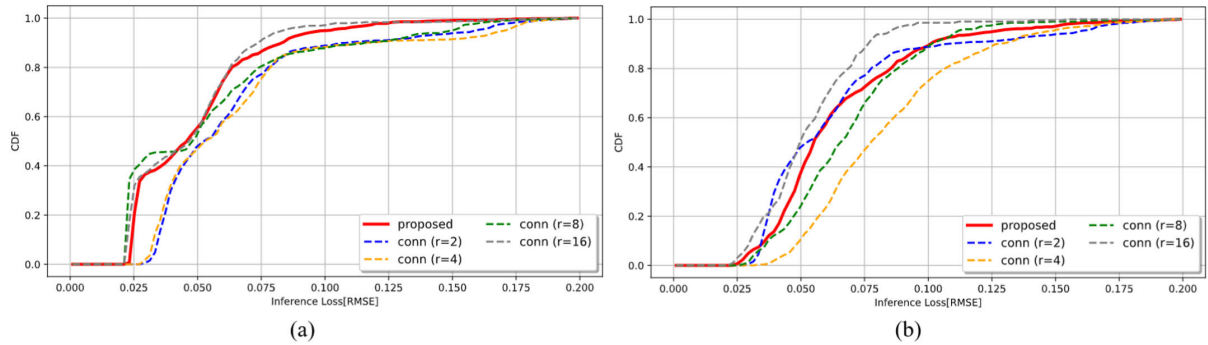 1.0
0.8
0.6
0.4
0.2
0.0
CDF
0.000 0.025 0.050 0.075 0.100 0.125 0.150 0.175 0.200
Inference Loss[RMSE]
proposed
conn (r=2)
conn (r=4)
conn (r=8)
conn (r=16)
(a)
1.0
0.8
0.6
0.4
0.2
0.0
CDF
0.000 0.025 0.050 0.075 0.100 0.125 0.150 0.175 0.200
Inference Loss[RMSE]
proposed
conn (r=2)
conn (r=4)
conn (r=8)
conn (r=16)
(b)